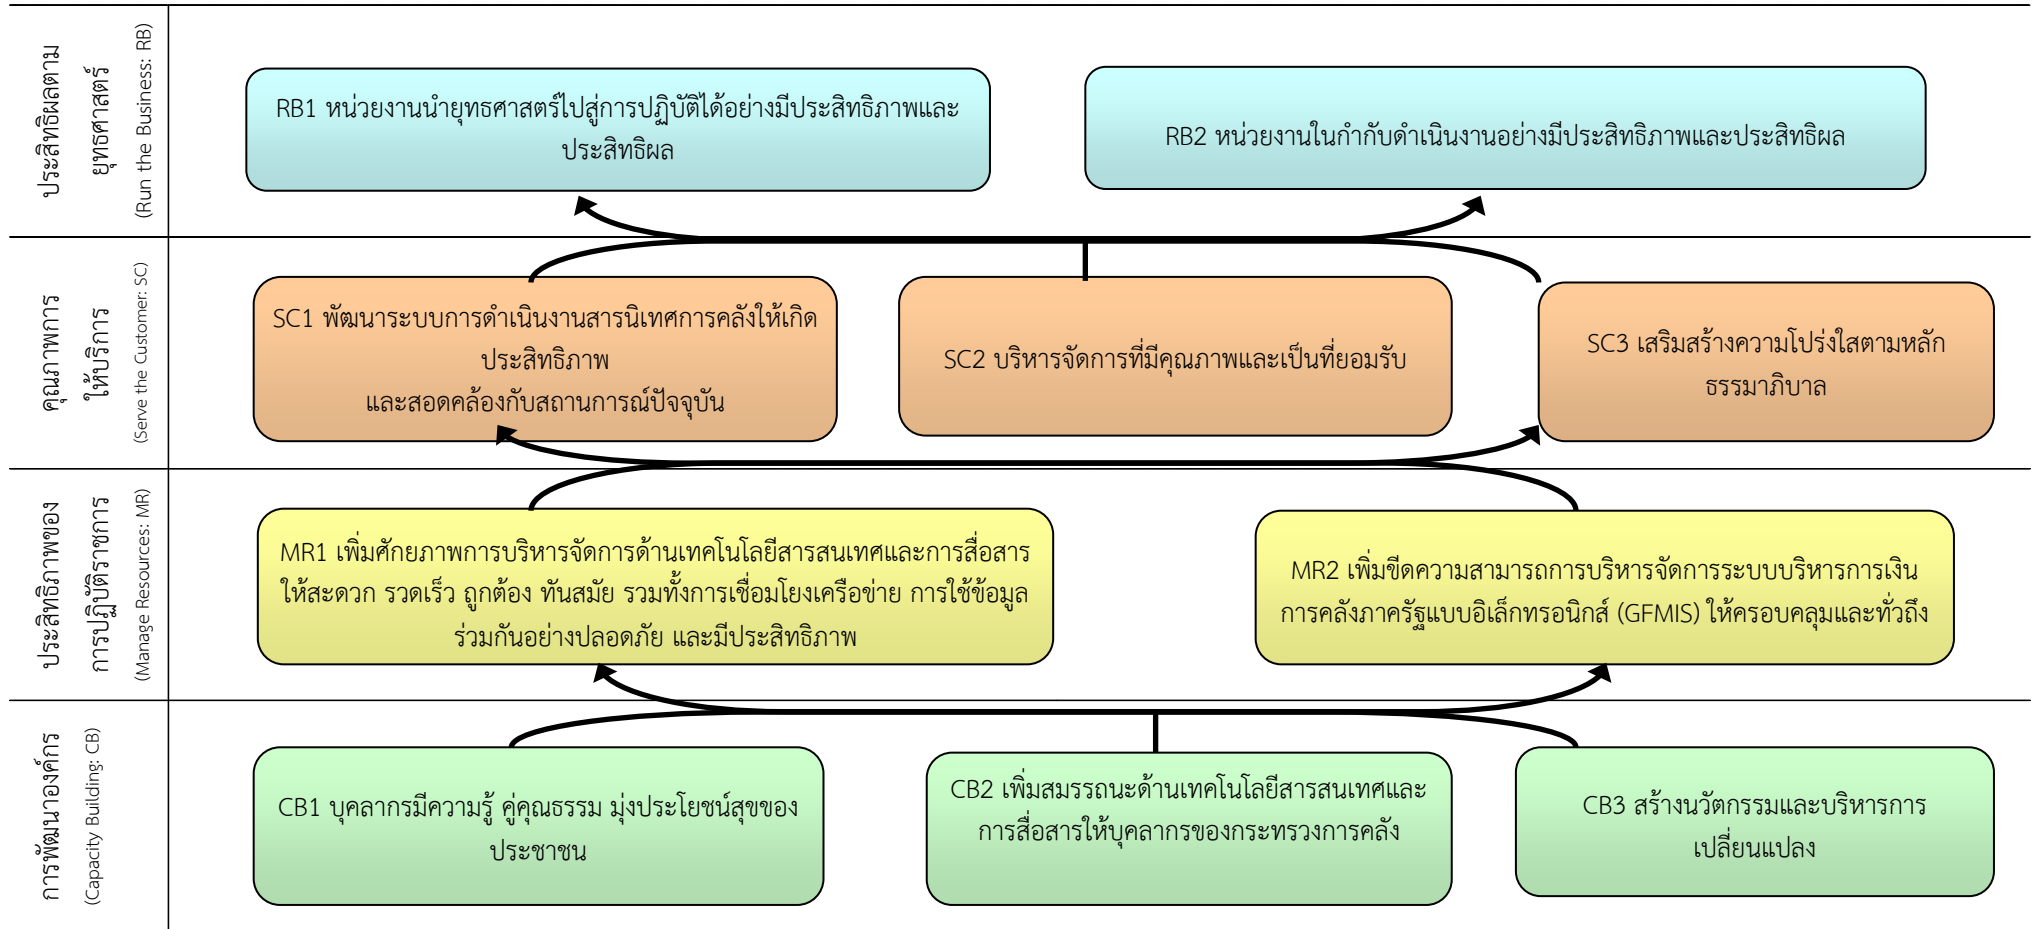 ประสิทธิผลตาม
ยุทธศาสตร์
(Run the Business: RB)
RB1 หน่วยงานนำยุทธศาสตร์ไปสู่การปฏิบัติได้อย่างมีประสิทธิภาพและ
ประสิทธิผล
RB2 หน่วยงานในกำกับดำเนินงานอย่างมีประสิทธิภาพและประสิทธิผล
คุณภาพการ
ให้บริการ
(Serve the Customer: SC)
SC1 พัฒนาระบบการดำเนินงานสารนิเทศการคลังให้เกิด
ประสิทธิภาพ
และสอดคล้องกับสถานการณ์ปัจจุบัน
SC2 บริหารจัดการที่มีคุณภาพและเป็นที่ยอมรับ
SC3 เสริมสร้างความโปร่งใสตามหลัก
ธรรมาภิบาล
ประสิทธิภาพของ
การปฏิบัติราชการ
(Manage Resources: MR)
MR1 เพิ่มศักยภาพการบริหารจัดการด้านเทคโนโลยีสารสนเทศและการสื่อสาร
ให้สะดวก รวดเร็ว ถูกต้อง ทันสมัย รวมทั้งการเชื่อมโยงเครือข่าย การใช้ข้อมูล
ร่วมกันอย่างปลอดภัย และมีประสิทธิภาพ
MR2 เพิ่มขีดความสามารถการบริหารจัดการระบบบริหารการเงิน
การคลังภาครัฐแบบอิเล็กทรอนิกส์ (GFMIS) ให้ครอบคลุมและทั่วถึง
การพัฒนาองค์กร
(Capacity Building: CB)
CB1 บุคลากรมีความรู้ คู่คุณธรรม มุ่งประโยชน์สุขของ
ประชาชน
CB2 เพิ่มสมรรถนะด้านเทคโนโลยีสารสนเทศและ
การสื่อสารให้บุคลากรของกระทรวงการคลัง
CB3 สร้างนวัตกรรมและบริหารการ
เปลี่ยนแปลง